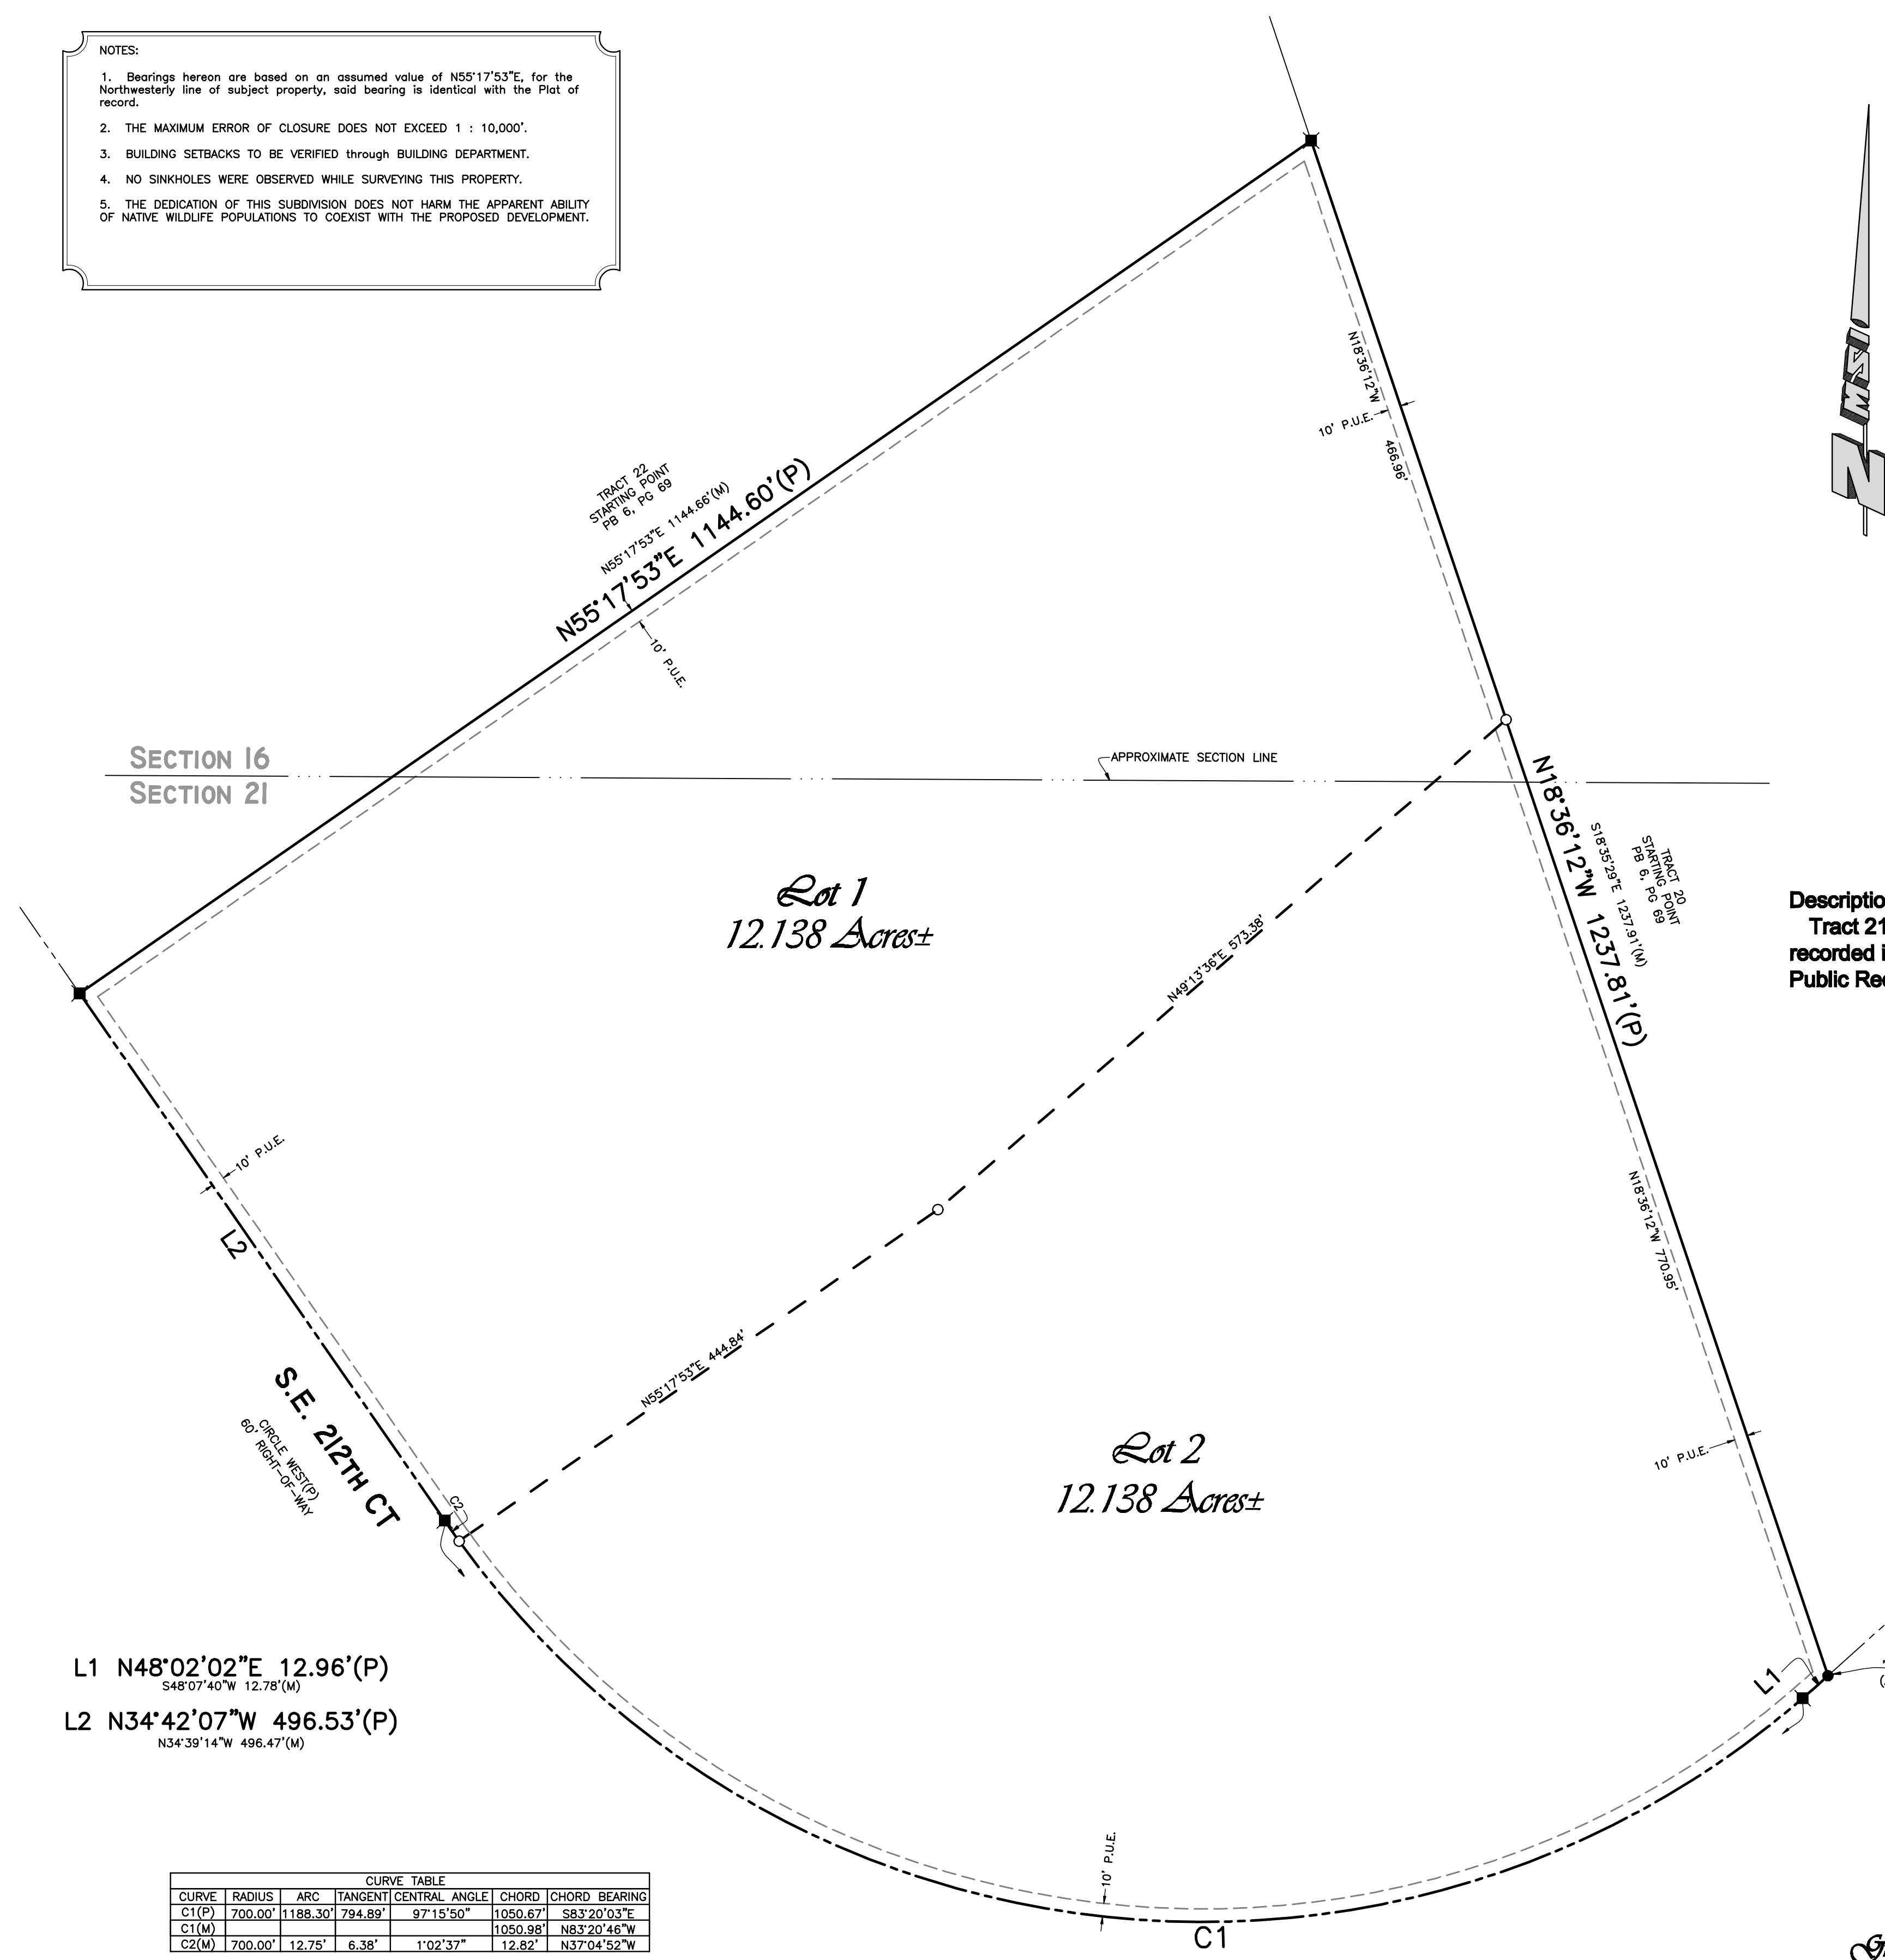 NOTES:
1. Bearings hereon are based on an assumed value of N55°17'53"E, for the
Northwesterly line of subject property, said bearing is identical with the Plat of
record.
2. THE MAXIMUM ERROR OF CLOSURE DOES NOT EXCEED 1 : 10,000'.
3. BUILDING SETBACKS TO BE VERIFIED through BUILDING DEPARTMENT.
4. NO SINKHOLES WERE OBSERVED WHILE SURVEYING THIS PROPERTY.
5. THE DEDICATION OF THIS SUBDIVISION DOES NOT HARM THE APPARENT ABILITY
OF NATIVE WILDLIFE POPULATIONS TO COEXIST WITH THE PROPOSED DEVELOPMENT.
N
N18°36'12"W
466.96'
10' P.U.E.
TRACT 22
STARTING POINT
PB 6, PG 69
N55°17'53"E 1144.66'(M)
N55°17'53"E 1144.60'(P)
10' P.U.E.
SECTION 16
SECTION 21
APPROXIMATE SECTION LINE
N18°36'12"W 1237.81'(P)
S18°35'29"E 1237.91'(M)
TRACT 20
STARTING POINT
PB 6, PG 69
Lot 1
12.138 Acres±
N49°13'36"E 573.38'
Descriptio
Tract 21
recorded i
Public Rec
10' P.U.E.
L2
N18°36'12"W 770.95'
N55°17'53"E 444.84'
S.E. 212TH CT
CIRCLE WEST(P)
60' RIGHT-OF-WAY
C2
Lot 2
12.138 Acres±
10' P.U.E.
L1
L1 N48°02'02"E 12.96'(P)
S48°07'40"W 12.78'(M)
L2 N34°42'07"W 496.53'(P)
N34°39'14"W 496.47'(M)
10' P.U.E.
C1
CURVE TABLE
CURVE RADIUS ARC TANGENT CENTRAL ANGLE CHORD CHORD BEARING
C1(P) 700.00' 1188.30' 794.89' 97°15'50" 1050.67' S83°20'03"E
C1(M) 1050.98' N83°20'46"W
C2(M) 700.00' 12.75' 6.38' 1°02'37" 12.82' N37°04'52"W